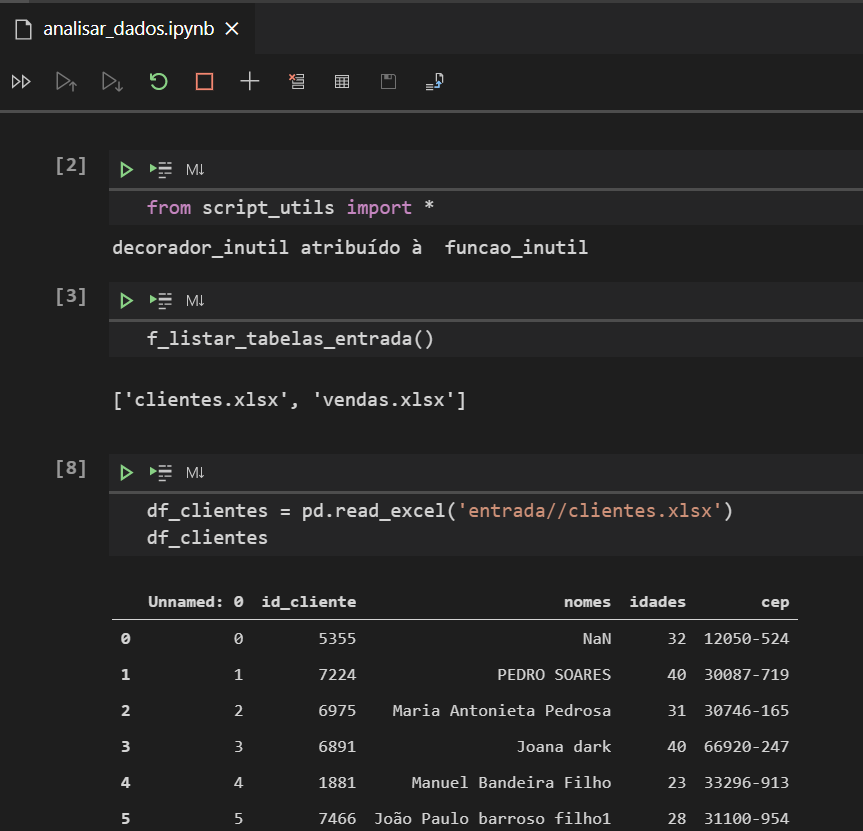 analisar_dados.ipynb
[2]
M↓
from script_utils import *
decorador_inutil atribuído à  funcao_inutil
[3]
M↓
f_listar_tabelas_entrada()
['clientes.xlsx', 'vendas.xlsx']
[8]
M↓
df_clientes = pd.read_excel('entrada//clientes.xlsx')
df_clientes
Unnamed: 0 id_cliente nomes idades cep
0 0 5355 NaN 32 12050-524
1 1 7224 PEDRO SOARES 40 30087-719
2 2 6975 Maria Antonieta Pedrosa 31 30746-165
3 3 6891 Joana dark 40 66920-247
4 4 1881 Manuel Bandeira Filho 23 33296-913
5 5 7466 João Paulo barroso filho1 28 31100-954